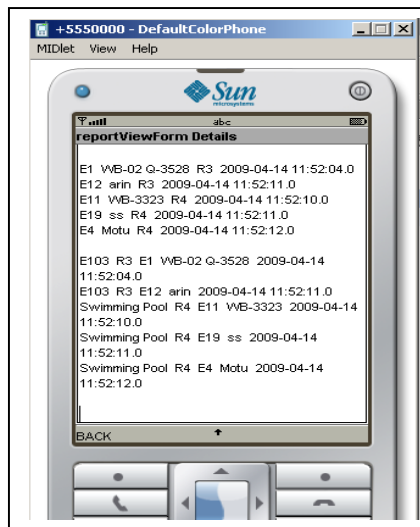 +5550000 - DefaultColorPhone
MIDlet View Help
Sun
microsystems
abc
reportViewForm Details
E1 WB-02 Q-3528 R3 2009-04-14 11:52:04.0
E12 arin R3 2009-04-14 11:52:11.0
E11 WB-3323 R4 2009-04-14 11:52:10.0
E19 ss R4 2009-04-14 11:52:11.0
E4 Motu R4 2009-04-14 11:52:12.0
E103 R3 E1 WB-02 Q-3528 2009-04-14
11:52:04.0
E103 R3 E12 arin 2009-04-14 11:52:11.0
Swimming Pool R4 E11 WB-3323 2009-04-14
11:52:10.0
Swimming Pool R4 E19 ss 2009-04-14
11:52:11.0
Swimming Pool R4 E4 Motu 2009-04-14
11:52:12.0
BACK